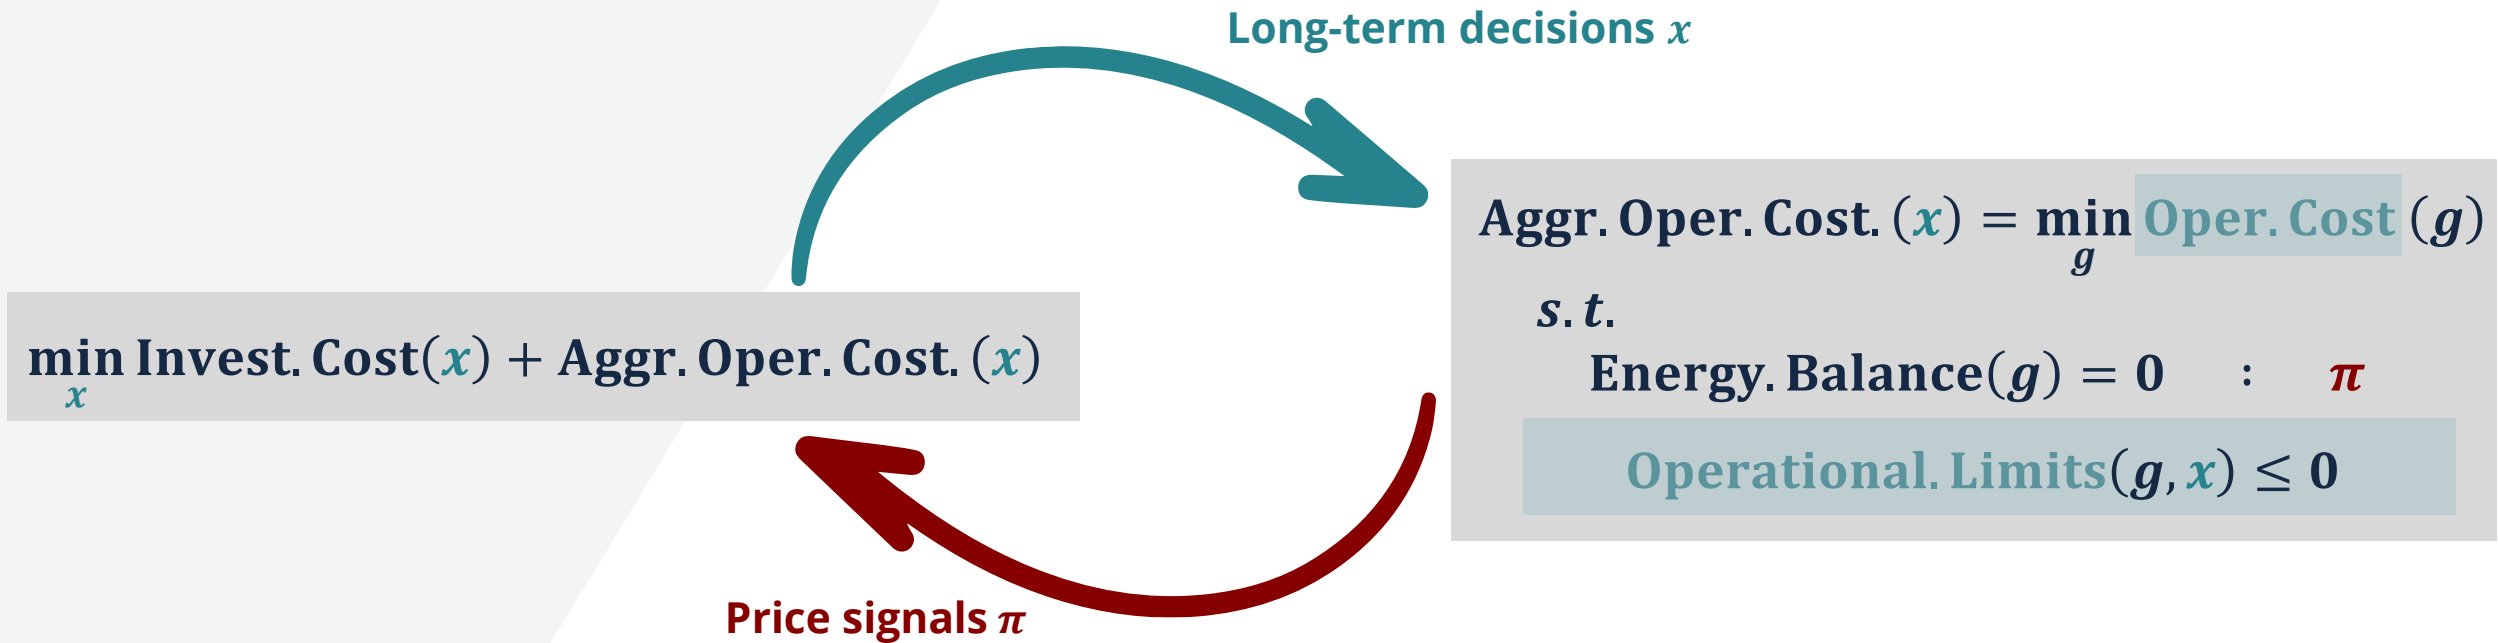 Long-term decisions x
Aggr. Oper. Cost. (x) = min Oper. Cost (g)
g
s. t.
min Invest. Cost(x) + Aggr. Oper. Cost. (x)
x
Energy. Balance(g) = 0 : π
Operational. Limits(g, x) ≤ 0
Price signals π